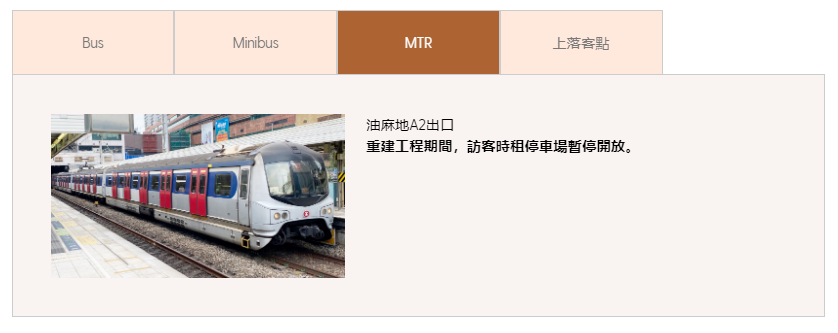 Bus
Minibus
MTR
上落客點
油麻地A2出口
重建工程期間，訪客時租停車場暫停開放。